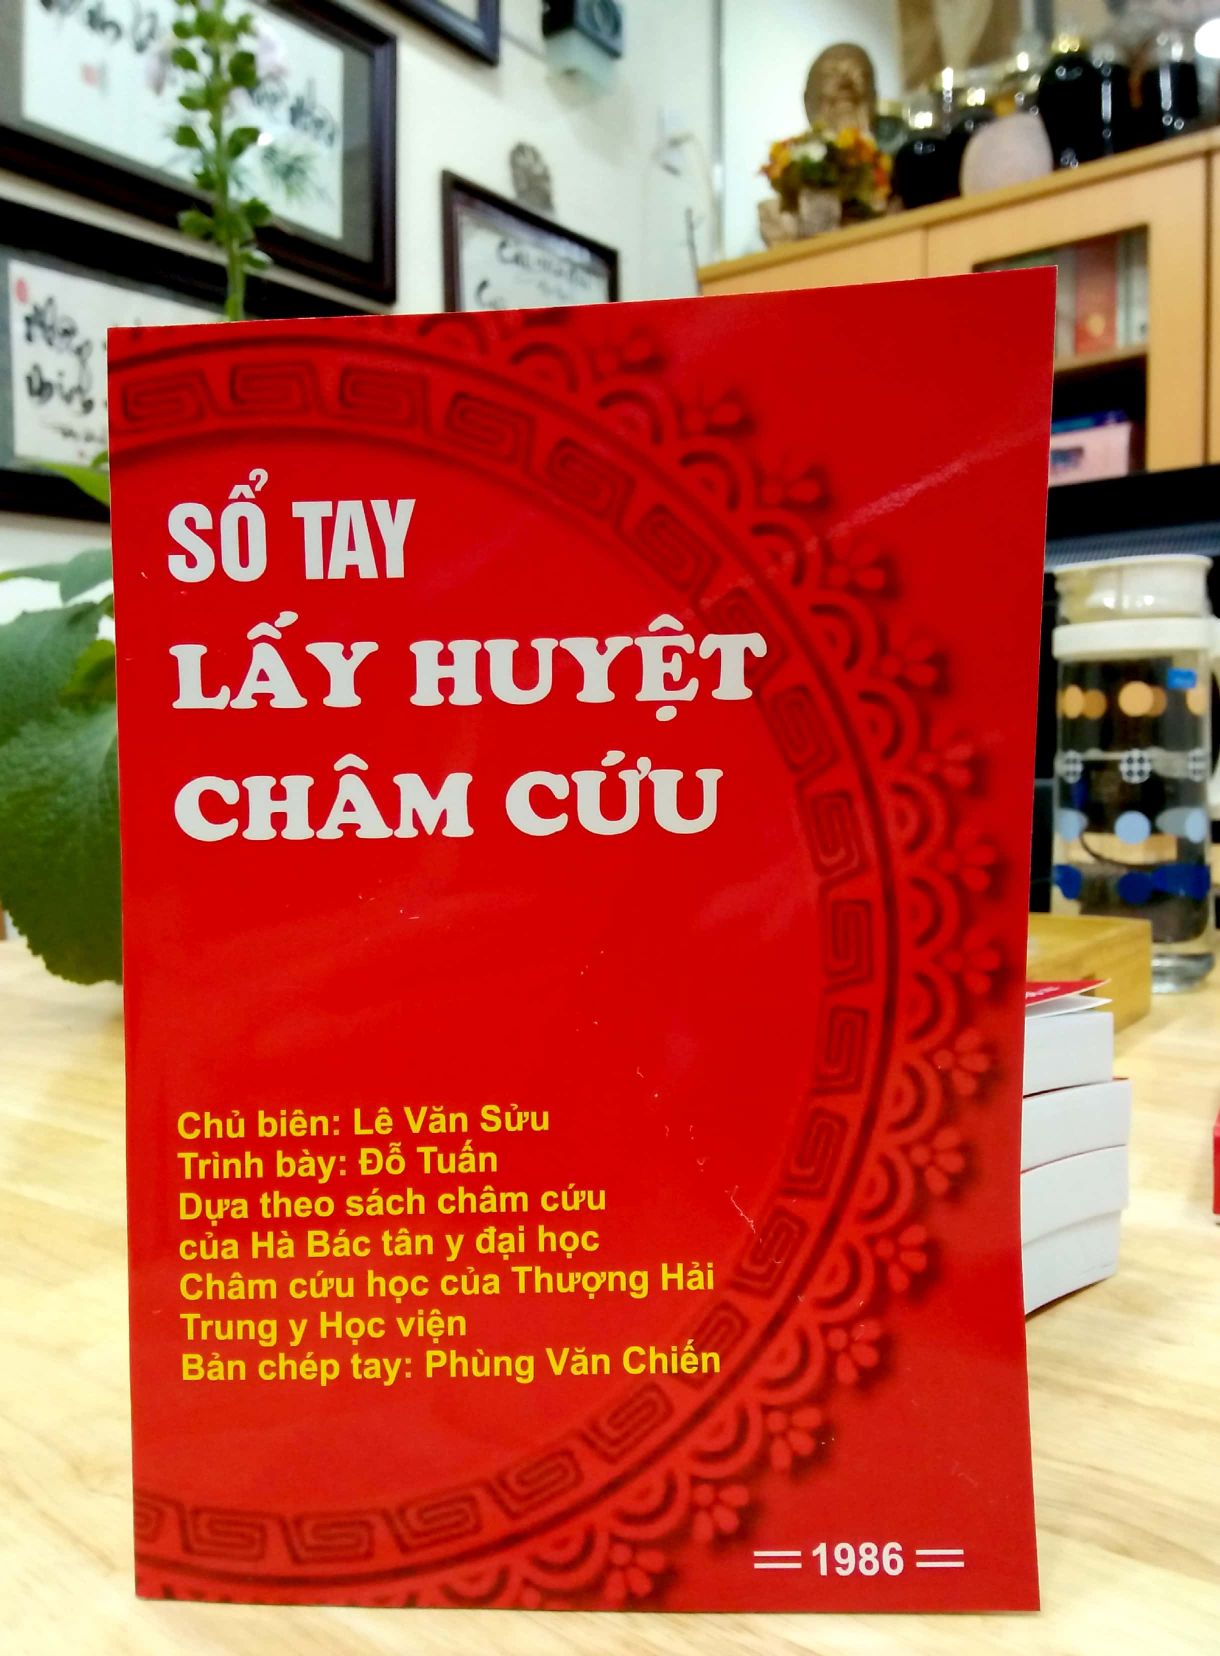 SỔ TAY
LẤY HUYỆT
CHÂM CỨU
Chủ biên: Lê Văn Sửu
Trình bày: Đỗ Tuấn
Dựa theo sách châm cứu
của Hà Bác tân y đại học
Châm cứu học của Thượng Hải
Trung y Học viện
Bản chép tay: Phùng Văn Chiến
1986